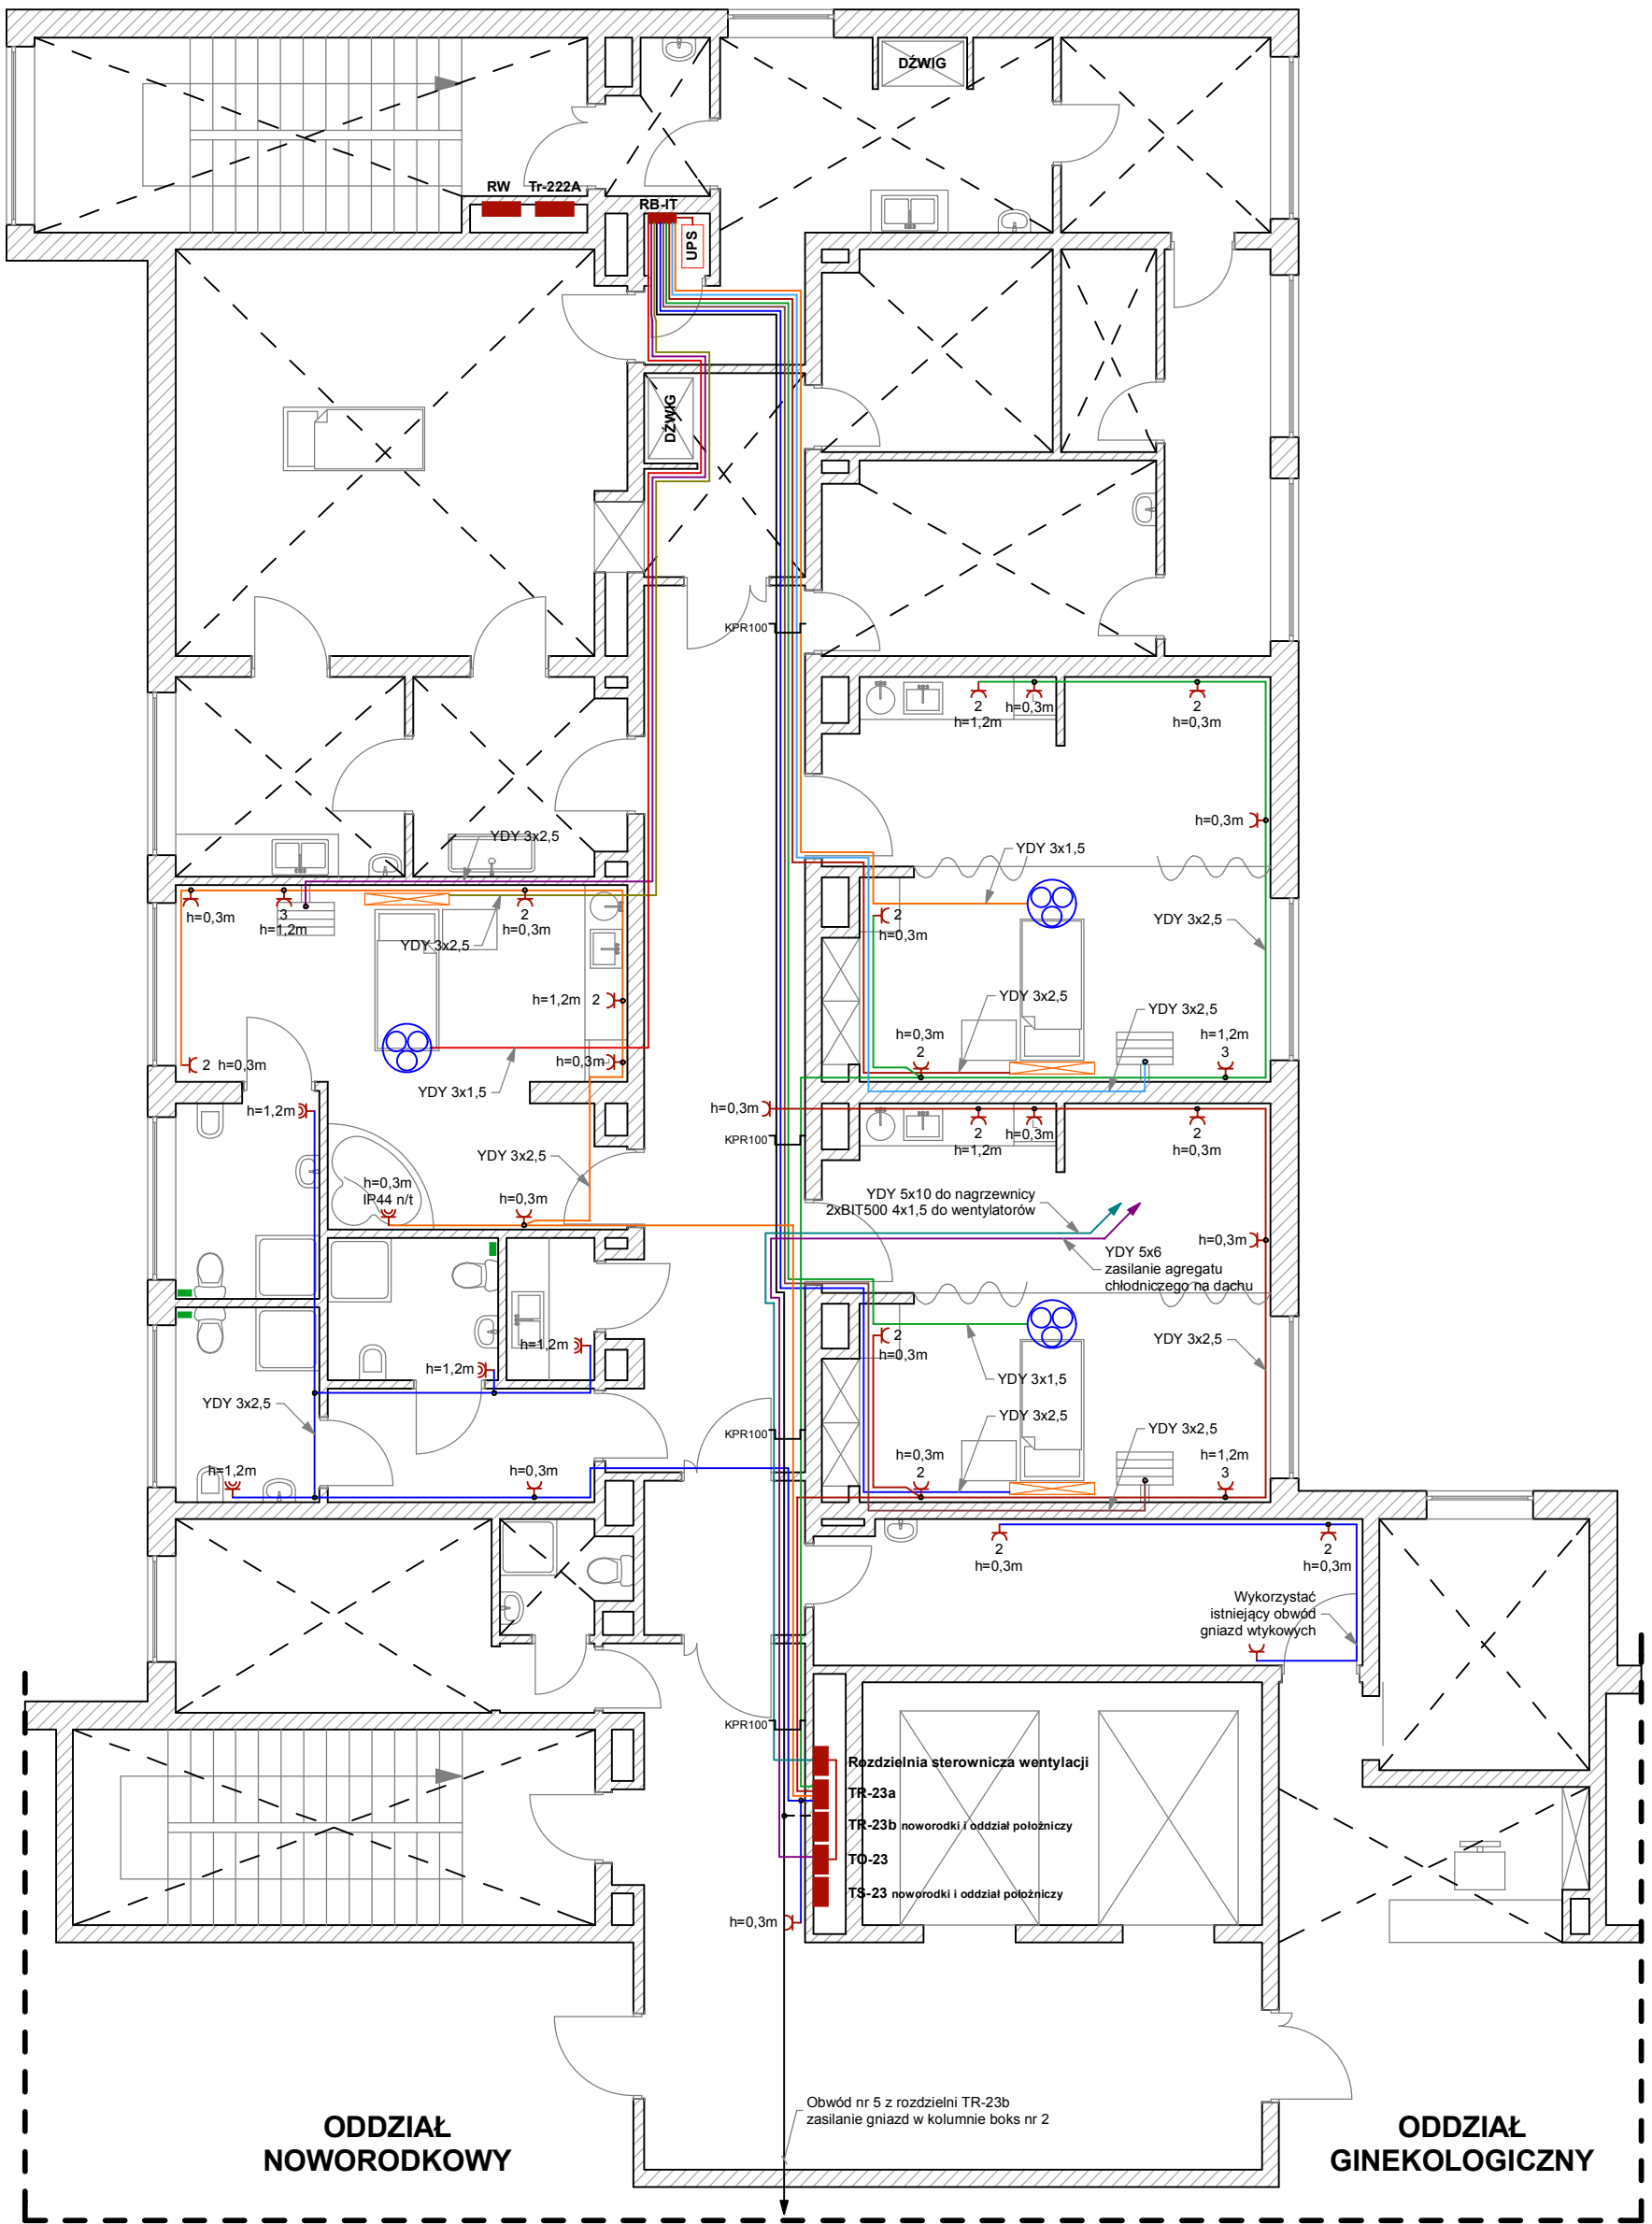 DŹWIG
RW
Tr-222A
RB-IT
UPS
DŹWIG
KPR100
2
h=1,2m
h=0,3m
2
h=0,3m
h=0,3m
YDY 3x2,5
YDY 3x1,5
h=0,3m
3
h=1,2m
2
h=0,3m
YDY 3x2,5
2
h=0,3m
YDY 3x2,5
h=1,2m 2
YDY 3x2,5
YDY 3x2,5
h=0,3m
2
h=1,2m
3
2 h=0,3m
h=0,3m
YDY 3x1,5
h=1,2m
h=0,3m
KPR100
2
h=1,2m
h=0,3m
2
h=0,3m
YDY 3x2,5
h=0,3m
IP44 n/t
h=0,3m
YDY 5x10 do nagrzewnicy
2xBIT500 4x1,5 do wentylatorów
h=0,3m
YDY 5x6
zasilanie agregatu
chłodniczego na dachu
2
h=0,3m
YDY 3x2,5
h=1,2m
h=1,2m
YDY 3x1,5
YDY 3x2,5
YDY 3x2,5
YDY 3x2,5
KPR100
h=0,3m
2
h=1,2m
3
h=1,2m
h=0,3m
2
h=0,3m
2
h=0,3m
Wykorzystać
istniejący obwód
gniazd wtykowych
KPR100
Rozdzielnia sterownicza wentylacji
TR-23a
TR-23b noworodki i oddział położniczy
TO-23
TS-23 noworodki i oddział położniczy
h=0,3m
Obwód nr 5 z rozdzielni TR-23b
zasilanie gniazd w kolumnie boks nr 2
ODDZIAŁ
NOWORODKOWY
ODDZIAŁ
GINEKOLOGICZNY